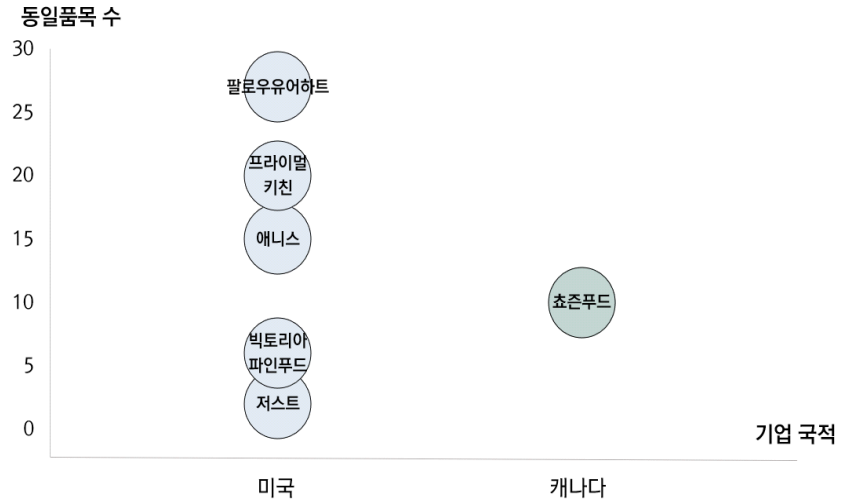 동일품목 수
30
팔로우유어하트
25
프라이멀
키친
20
애니스
15
쵸즌푸드
10
빅토리아
파인푸드
5
저스트
0
기업 국적
미국
캐나다